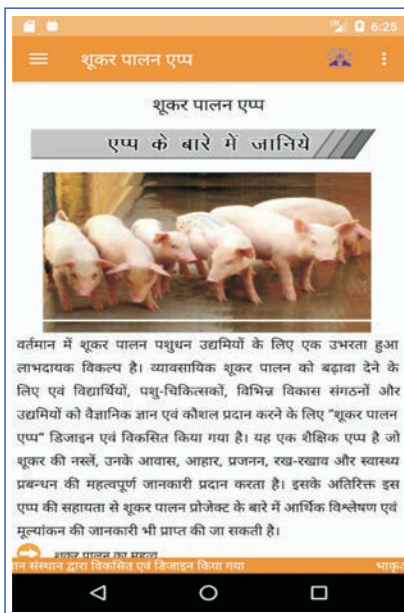 6:25
शूकर पालन एप्प
शूकर पालन एप्प
एप्प के बारे में जानिये
वर्तमान में शूकर पालन पशुधन उद्यमियों के लिए एक उभरता हुआ
लाभदायक विकल्प है। व्यावसायिक शूकर पालन को बढ़ावा देने के
लिए एवं विद्यार्थियों, पशु-चिकित्सकों, विभिन्न विकास संगठनों और
उद्यमियों को वैज्ञानिक ज्ञान एवं कौशल प्रदान करने के लिए "शूकर पालन
एप्प" डिजाइन एवं विकसित किया गया है। यह एक शैक्षिक एप्प है जो
शूकर की नस्लें, उनके आवास, आहार, प्रजनन, रख-रखाव और स्वास्थ्य
प्रबन्धन की महत्वपूर्ण जानकारी प्रदान करता है। इसके अतिरिक्त इस
एप्प की सहायता से शूकर पालन प्रोजेक्ट के बारे में आर्थिक विश्लेषण एवं
मूल्यांकन की जानकारी भी प्राप्त की जा सकती है।
शूकर पालन का महत्व
ान संस्थान द्वारा विकसित एवं डिजाइन किया गया भाकृअ